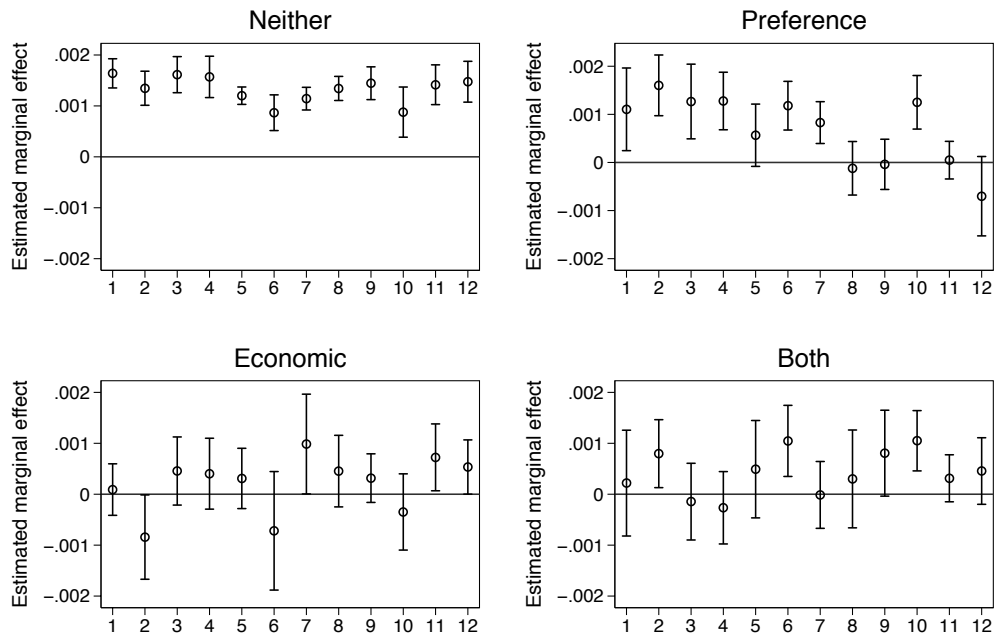 Neither
Estimated marginal effect
.002
.001
0
−.001
−.002
1 2 3 4 5 6 7 8 9 10 11 12
Preference
Estimated marginal effect
.002
.001
0
−.001
−.002
1 2 3 4 5 6 7 8 9 10 11 12
Economic
Estimated marginal effect
.002
.001
0
−.001
−.002
1 2 3 4 5 6 7 8 9 10 11 12
Both
Estimated marginal effect
.002
.001
0
−.001
−.002
1 2 3 4 5 6 7 8 9 10 11 12